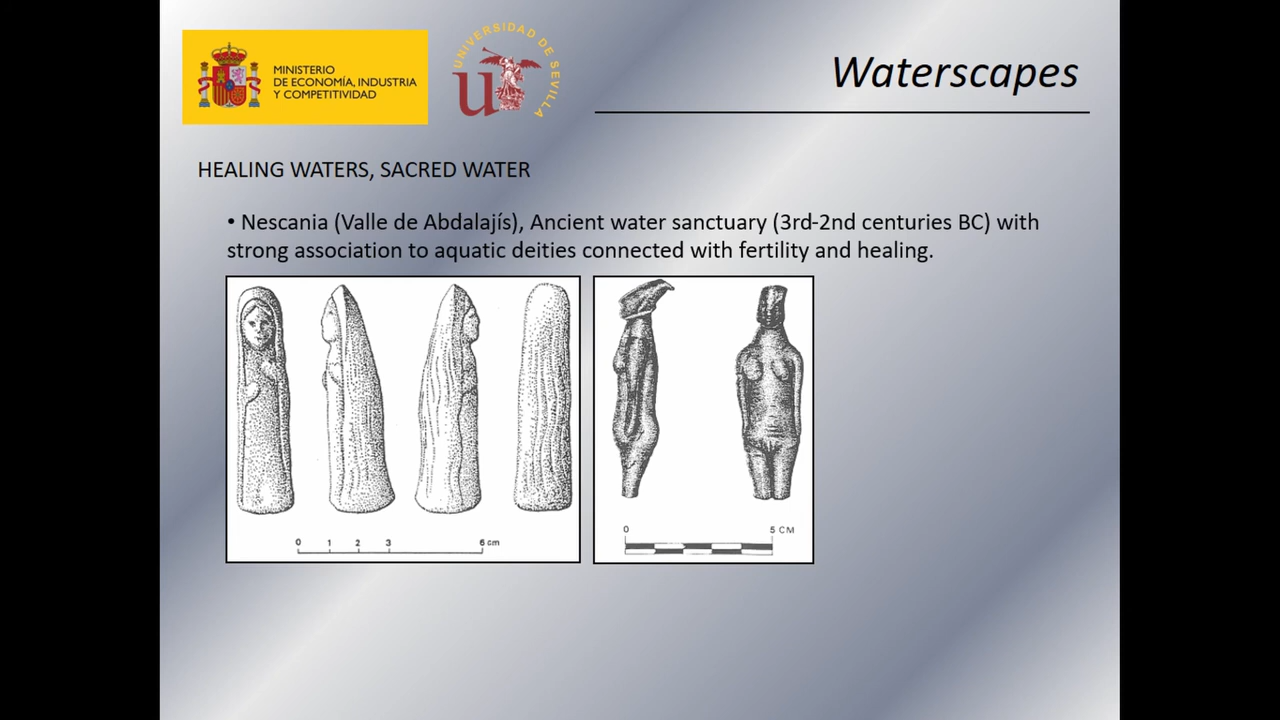 MINISTERIO
DE ECONOMÍA, INDUSTRIA
Y COMPETITIVIDAD
UNIVERSIDAD DE SEVILLA
u
Waterscapes
HEALING WATERS, SACRED WATER
• Nescania (Valle de Abdalajís), Ancient water sanctuary (3rd-2nd centuries BC) with
strong association to aquatic deities connected with fertility and healing.
0 1 2 3 6 cm
0 5 CM